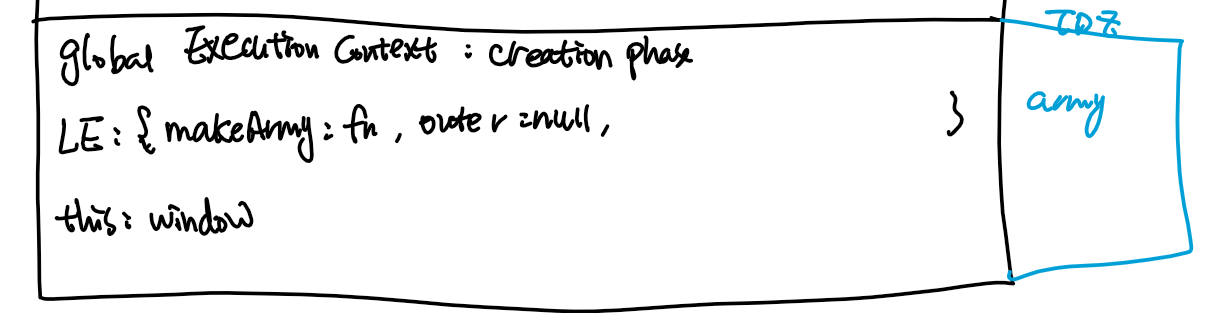 TDZ
global Execution Context : creation phase
LE : { makeArmy : fn , outer = null , }
army
this : window